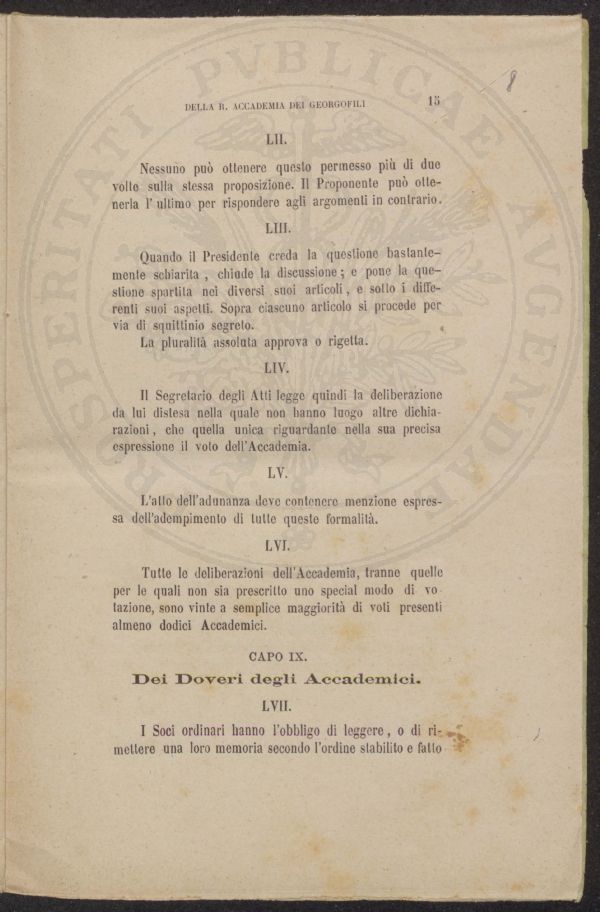 8
DELLA R. ACCADEMIA DEI GEORGOFILI 15
LII.
Nessuno può ottenere questo permesso più di due
volte sulla stessa proposizione. Il Proponente può otte-
nerla l'ultimo per rispondere agli argomenti in contrario.
LIII.
Quando il Presidente creda la questione bastante-
mente schiarita , chiude la discussione ; e pone la que-
stione spartita nei diversi suoi articoli , e sotto i diffe-
renti suoi aspetti. Sopra ciascuno articolo si procede per
via di squittinio segreto.
La pluralità assoluta approva o rigetta.
LIV.
Il Segretario degli Atti legge quindi la deliberazione
da lui distesa nella quale non hanno luogo altre dichia-
razioni , che quella unica riguardante nella sua precisa
espressione il voto dell'Accademia.
LV.
L'atto dell'adunanza deve contenere menzione espres-
sa dell'adempimento di tutte queste formalità.
LVI.
Tutte le deliberazioni dell'Accademia, tranne quelle
per le quali non sia prescritto uno special modo di vo
tazione, sono vinte a semplice maggiorità di voti presenti
almeno dodici Accademici.
CAPO IX.
Dei Doveri degli Accademici.
LVII.
I Soci ordinari hanno l'obbligo di leggere , o di ri-
mettere una loro memoria secondo l'ordine stabilito e fatto
PROSPERITATI PVBLICAE AVGENDAE